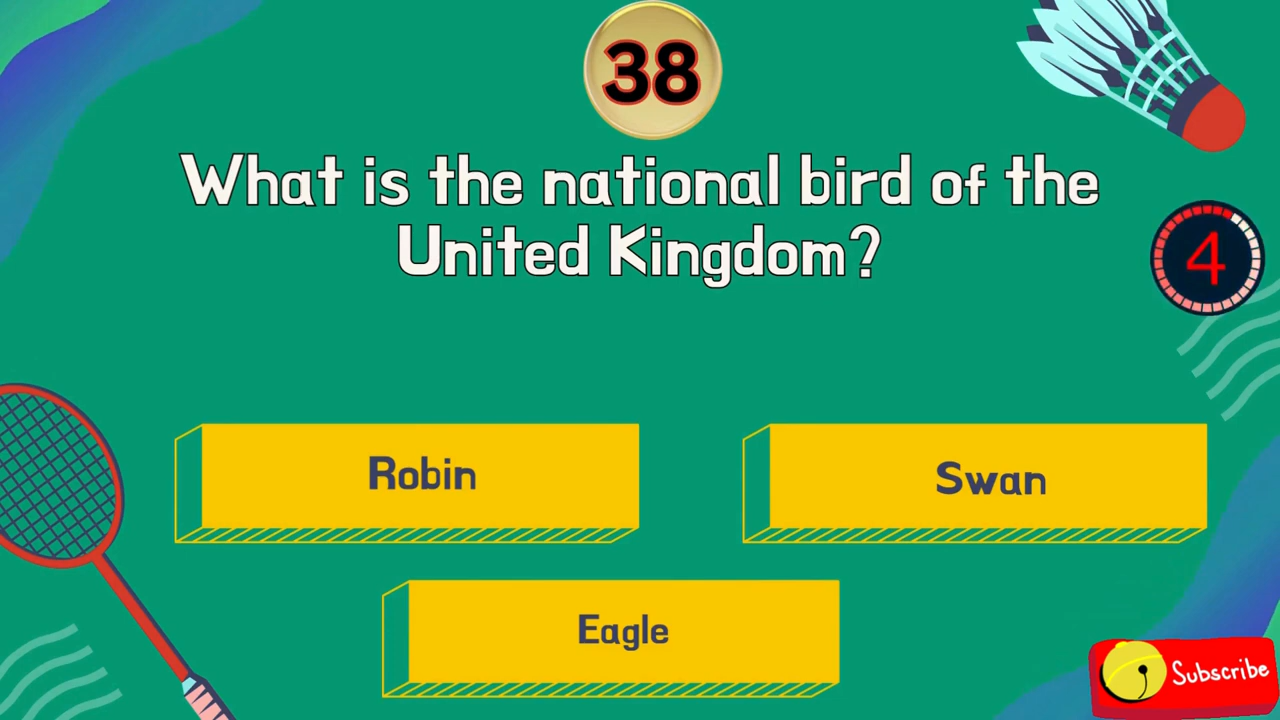 38
What is the national bird of the
United Kingdom?
4
Robin
Swan
Eagle
Subscribe